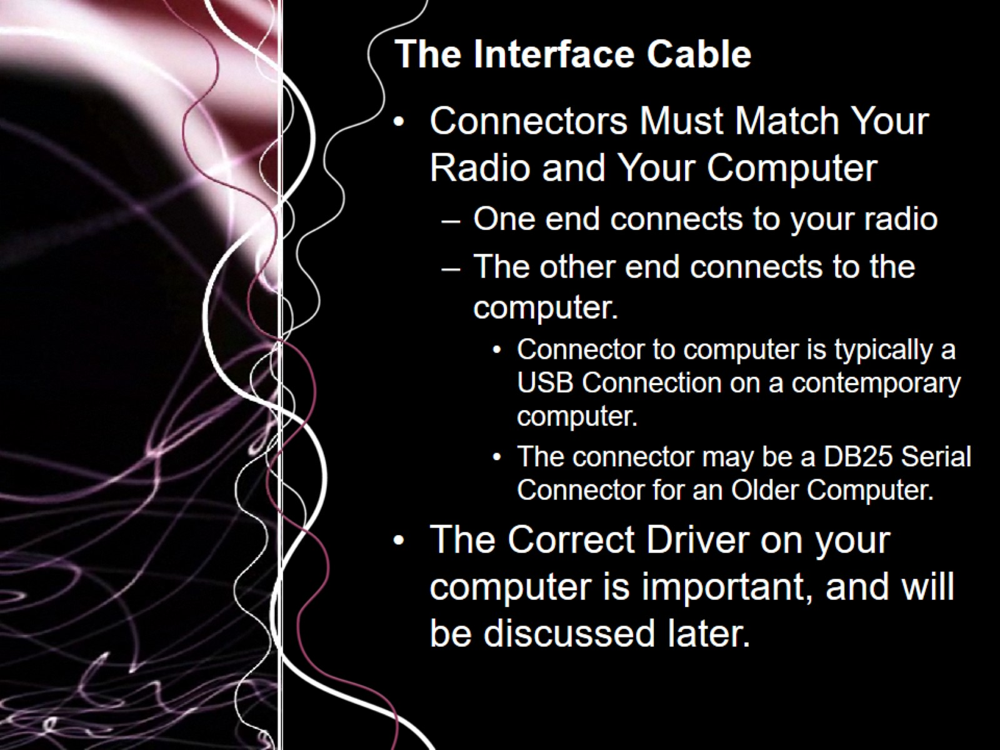 The Interface Cable
• Connectors Must Match Your
Radio and Your Computer
– One end connects to your radio
– The other end connects to the
computer.
• Connector to computer is typically a
USB Connection on a contemporary
computer.
• The connector may be a DB25 Serial
Connector for an Older Computer.
• The Correct Driver on your
computer is important, and will
be discussed later.